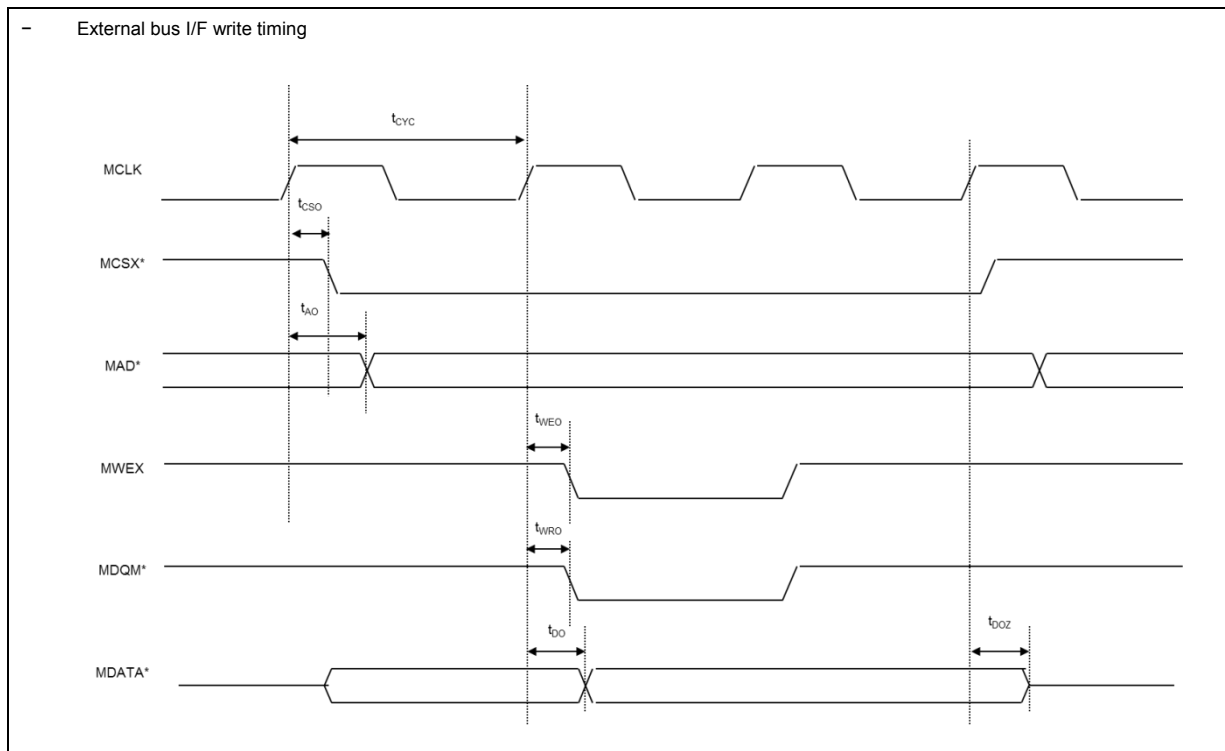 − External bus I/F write timing
tCYC
MCLK
tCSO
MCSX*
tAO
MAD*
tWEO
MWEX
tWRO
MDQM*
tDO
tDOZ
MDATA*